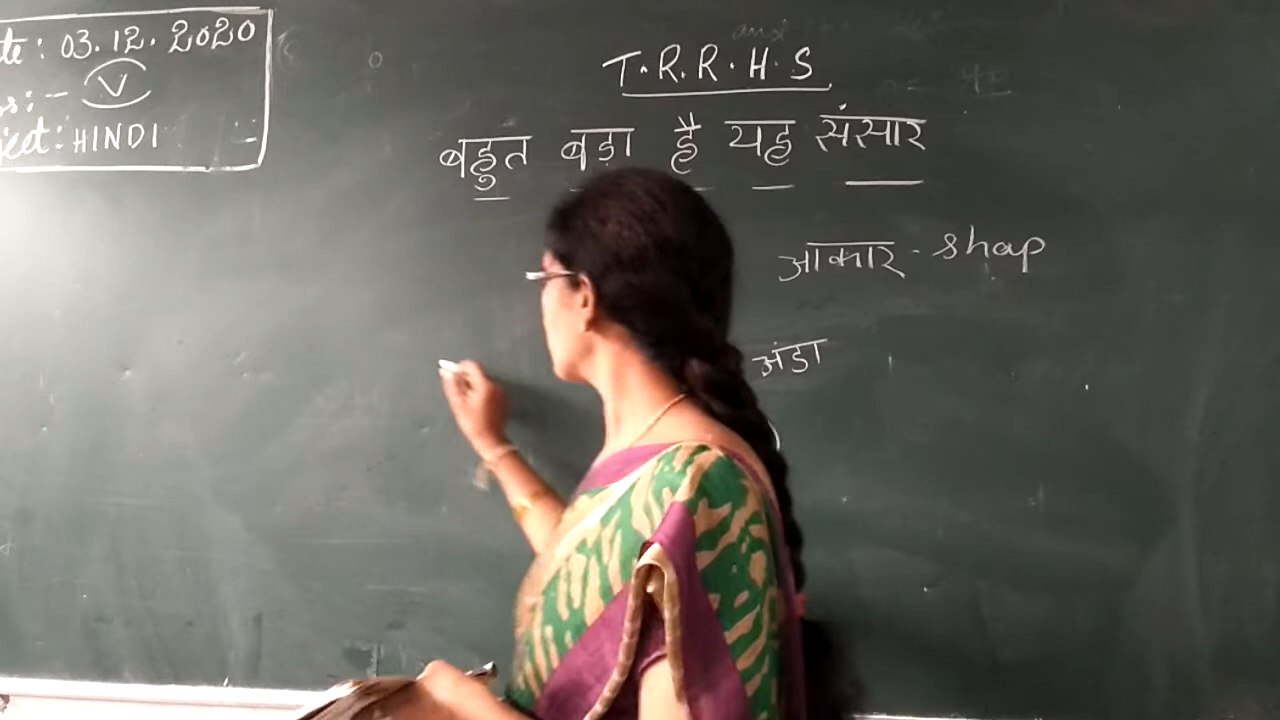 te: 03.12.2020
s:- V
ject: HINDI
T.R.R.H.S
बहुत बड़ा है यह संसार
आकार - shap
अंडा